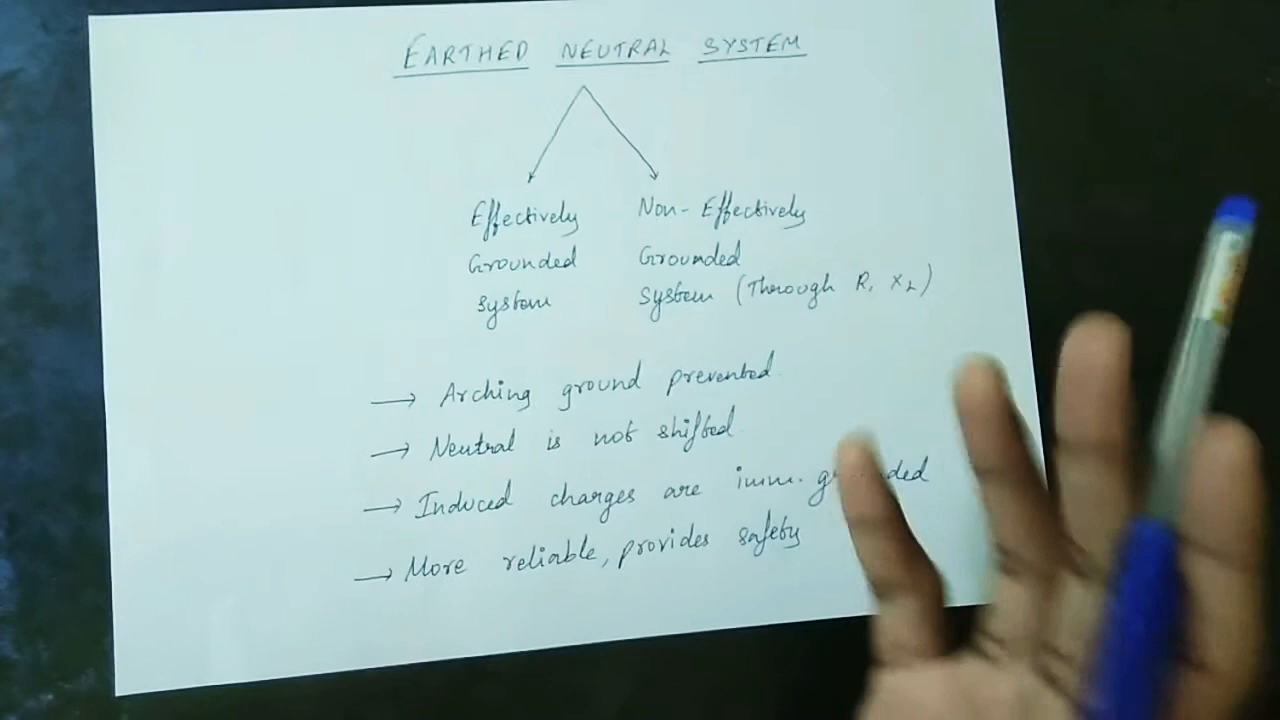 EARTHED NEUTRAL SYSTEM
Effectively
Grounded
System
Non-Effectively
Grounded
System (Through R, XL)
→ Arching ground prevented
→ Neutral is not shifted
→ Induced charges are imm.
→ More reliable, provides safety